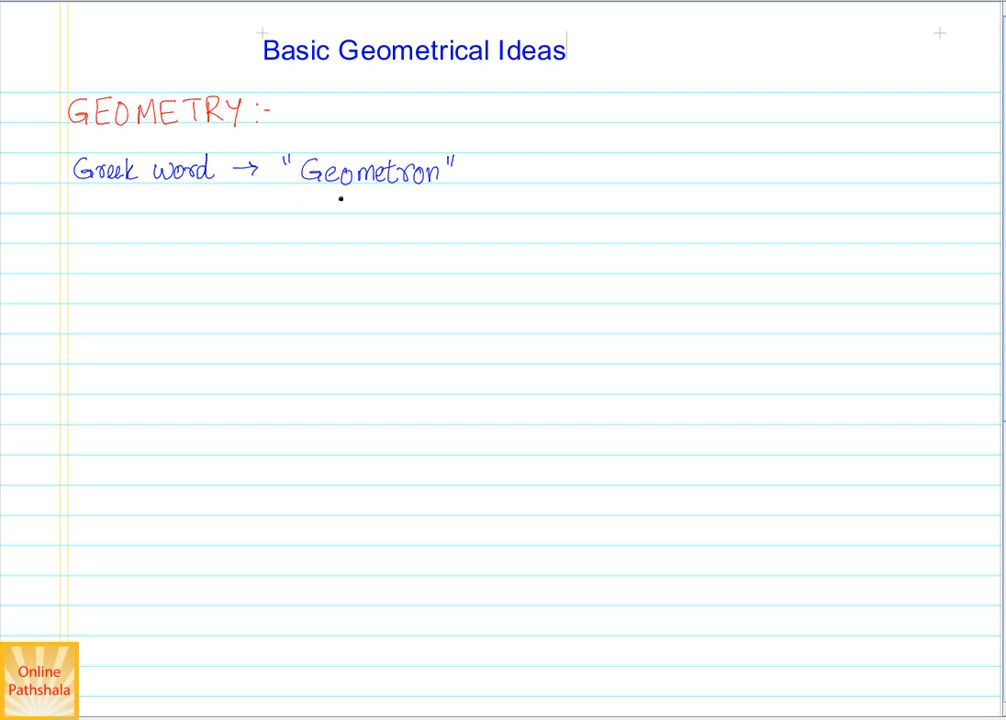 Basic Geometrical Ideas
GEOMETRY :-
Greek word → "Geometron"
Online
Pathshala